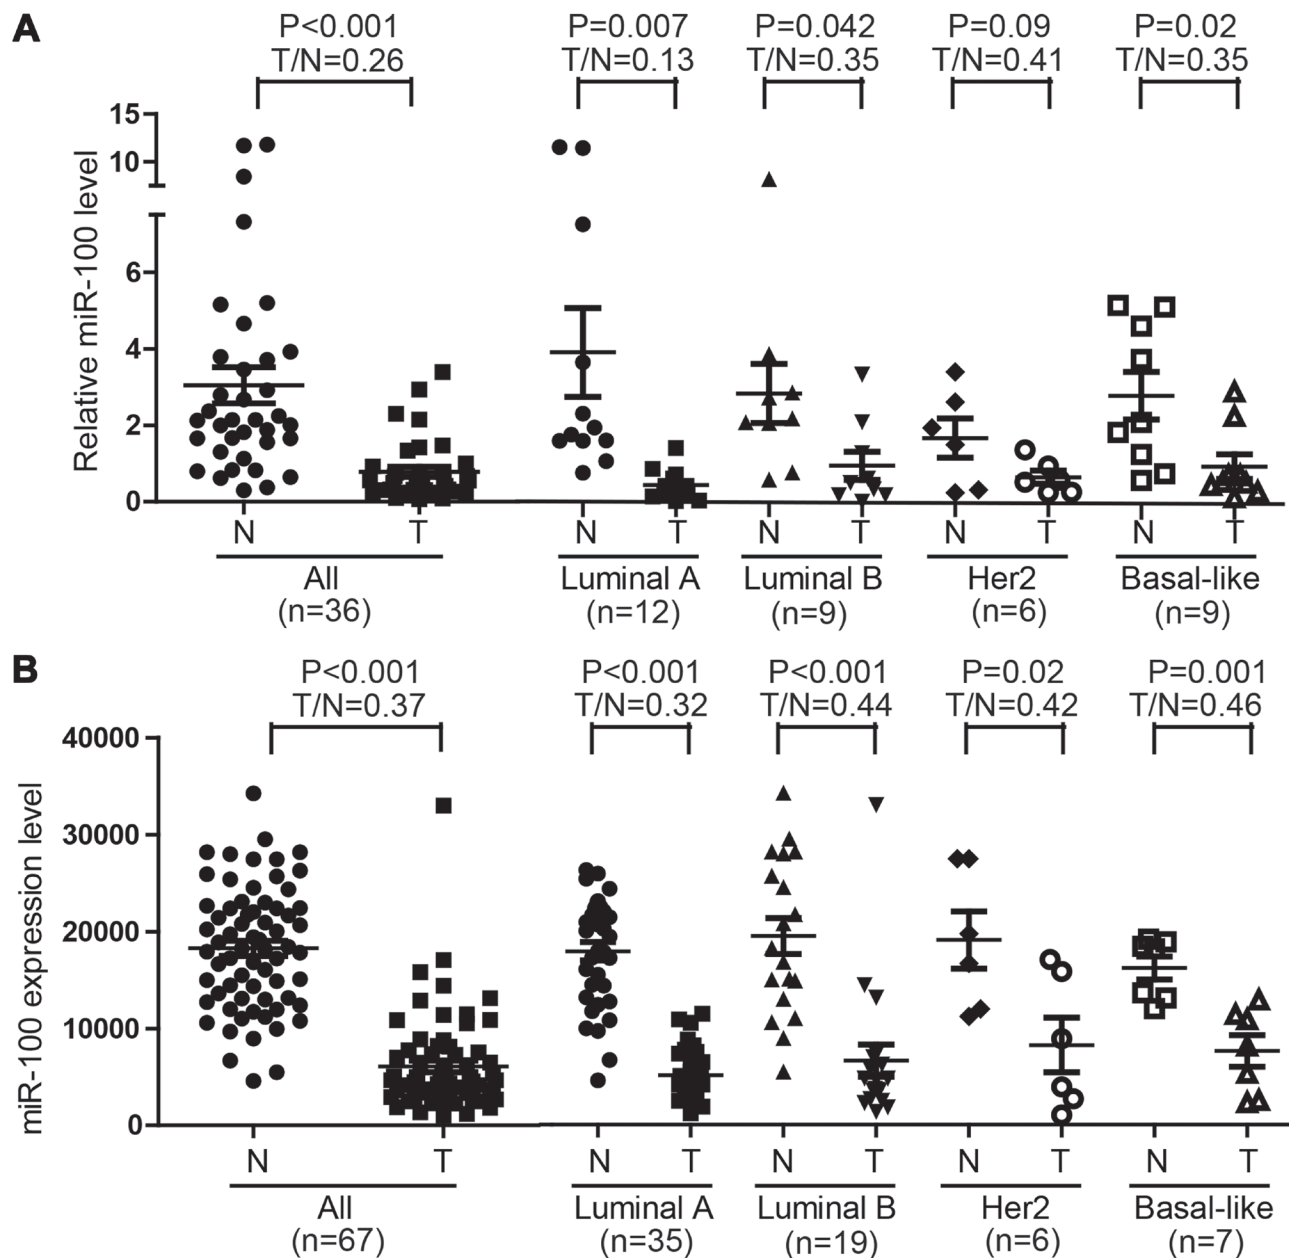 A
P<0.001 P=0.007 P=0.042 P=0.09 P=0.02
T/N=0.26 T/N=0.13 T/N=0.35 T/N=0.41 T/N=0.35
Relative miR-100 level
15
10
6
4
2
0
N T N T N T N T N T
All Luminal A Luminal B Her2 Basal-like
(n=36) (n=12) (n=9) (n=6) (n=9)
B
P<0.001 P<0.001 P<0.001 P=0.02 P=0.001
T/N=0.37 T/N=0.32 T/N=0.44 T/N=0.42 T/N=0.46
miR-100 expression level
40000
30000
20000
10000
0
N T N T N T N T N T
All Luminal A Luminal B Her2 Basal-like
(n=67) (n=35) (n=19) (n=6) (n=7)